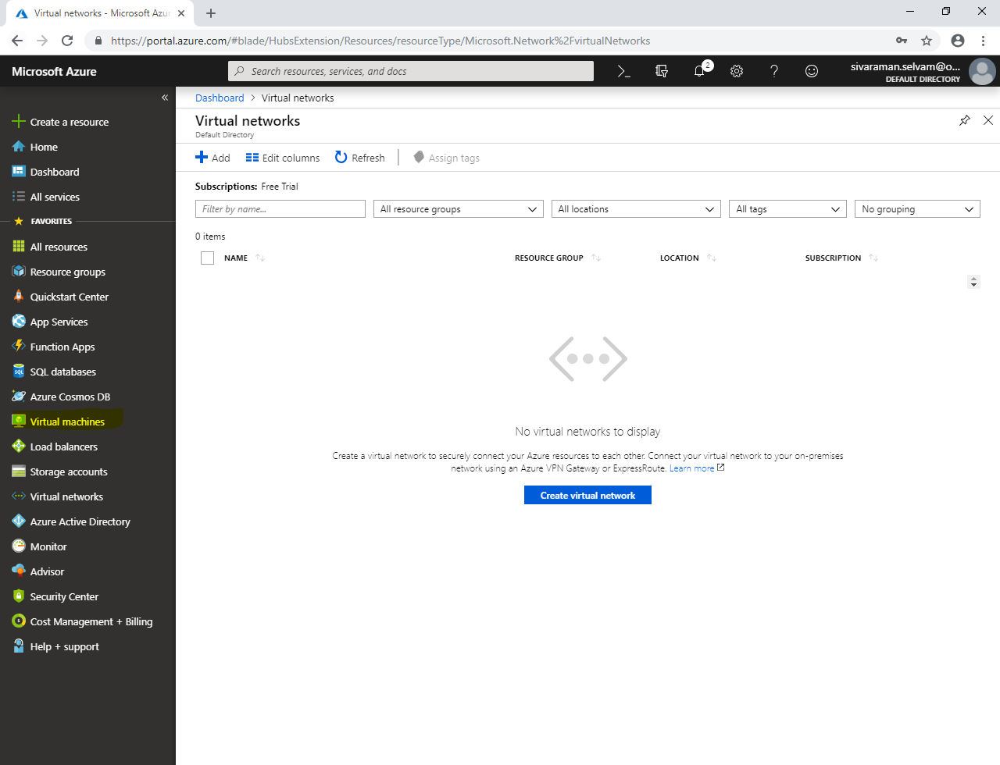 Virtual networks - Microsoft Azur
https://portal.azure.com/#blade/HubsExtension/Resources/resourceType/Microsoft.Network%2FvirtualNetworks
Microsoft Azure
Search resources, services, and docs
2
sivaraman.selvam@o...
DEFAULT DIRECTORY
Create a resource
Home
Dashboard
All services
FAVORITES
All resources
Resource groups
Quickstart Center
App Services
Function Apps
SQL databases
Azure Cosmos DB
Virtual machines
Load balancers
Storage accounts
Virtual networks
Azure Active Directory
Monitor
Advisor
Security Center
Cost Management + Billing
Help + support
Dashboard > Virtual networks
Virtual networks
Default Directory
Add Edit columns Refresh Assign tags
Subscriptions: Free Trial
Filter by name... All resource groups All locations All tags No grouping
0 items
NAME RESOURCE GROUP LOCATION SUBSCRIPTION
No virtual networks to display
Create a virtual network to securely connect your Azure resources to each other. Connect your virtual network to your on-premises
network using an Azure VPN Gateway or ExpressRoute. Learn more
Create virtual network